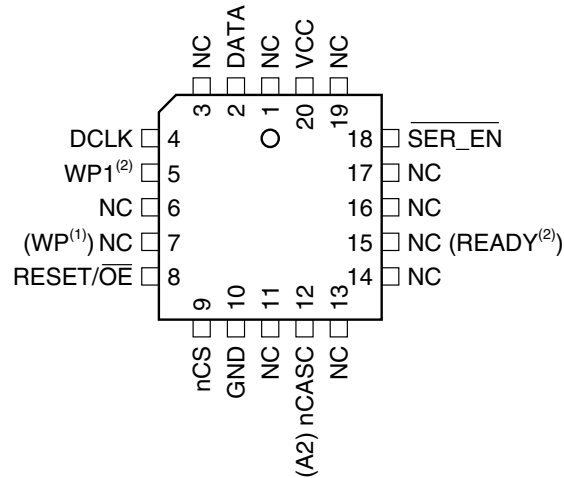 NC
DATA
NC
VCC
NC
3
2
1
20
19
DCLK 4
18 SER_EN
WP1(2) 5
17 NC
NC 6
16 NC
(WP(1)) NC 7
15 NC (READY(2))
RESET/OE 8
14 NC
9
10
11
12
13
nCS
GND
NC
(A2) nCASC
NC